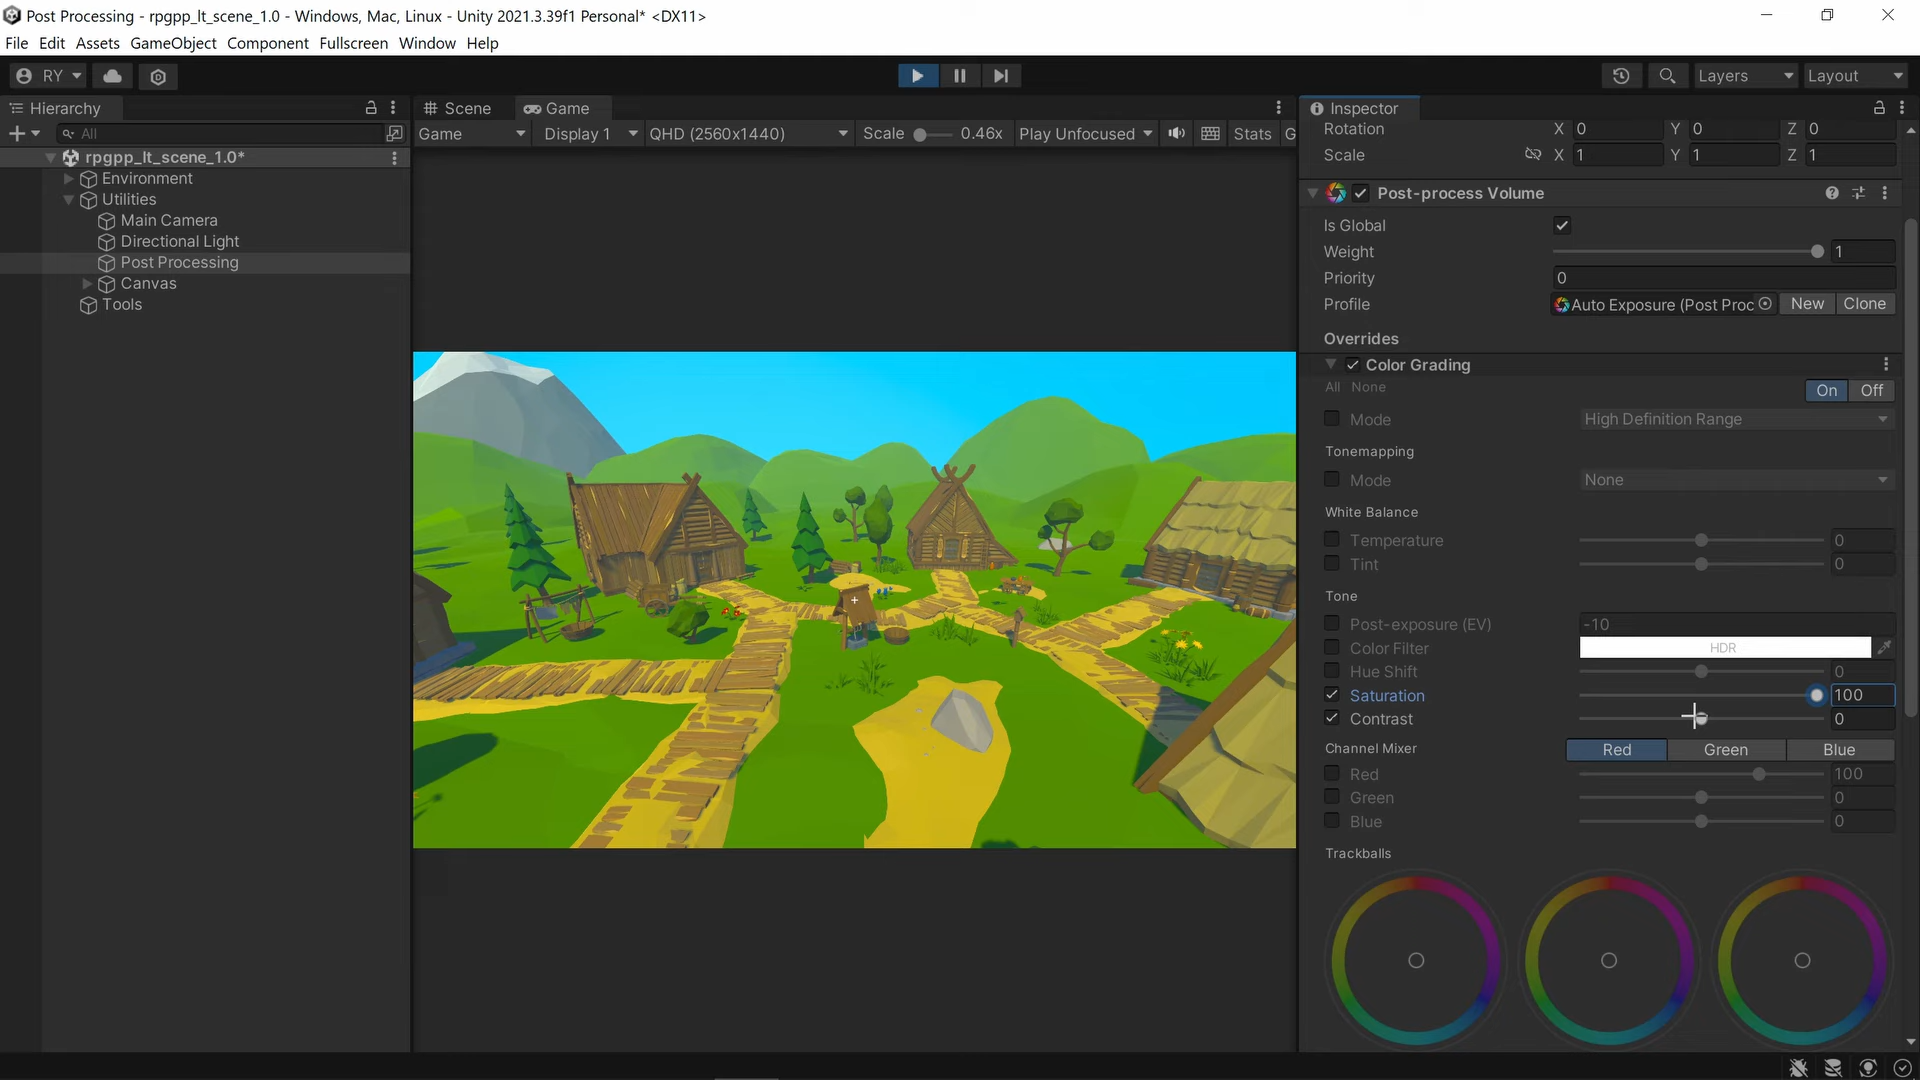 Post Processing - rpgpp_lt_scene_1.0 - Windows, Mac, Linux - Unity 2021.3.39f1 Personal* <DX11>
File Edit Assets GameObject Component Fullscreen Window Help
RY Layers Layout
Hierarchy
All
rpgpp_lt_scene_1.0*
Environment
Utilities
Main Camera
Directional Light
Post Processing
Canvas
Tools
Scene Game
Game Display 1 QHD (2560x1440) Scale 0.46x Play Unfocused Stats G
Inspector
Rotation X 0 Y 0 Z 0
Scale X 1 Y 1 Z 1
Post-process Volume
Is Global
Weight 1
Priority 0
Profile Auto Exposure (Post Proc New Clone
Overrides
Color Grading
All None On Off
Mode High Definition Range
Tonemapping
Mode None
White Balance
Temperature 0
Tint 0
Tone
Post-exposure (EV) -10
Color Filter HDR
Hue Shift 0
Saturation 100
Contrast 0
Channel Mixer Red Green Blue
Red 100
Green 0
Blue 0
Trackballs